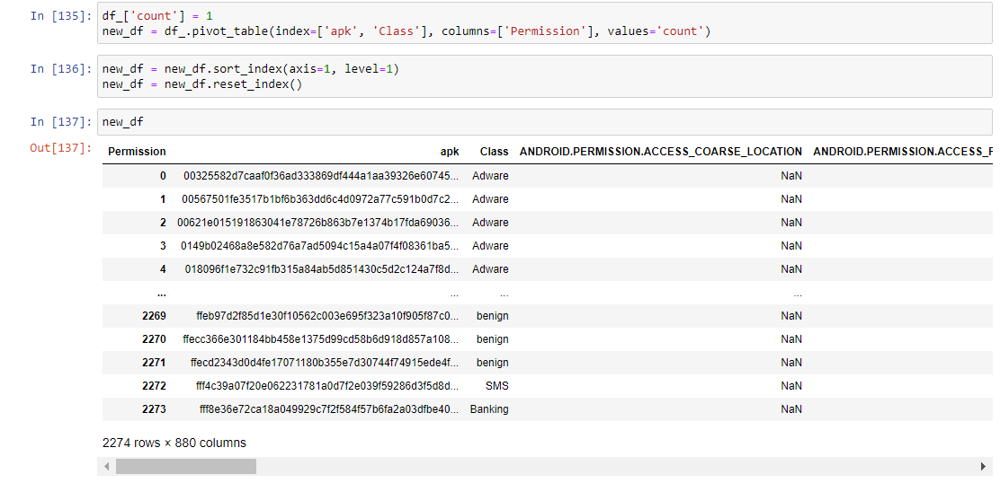 In [135]: df_['count'] = 1
new_df = df_.pivot_table(index=['apk', 'Class'], columns=['Permission'], values='count')
In [136]: new_df = new_df.sort_index(axis=1, level=1)
new_df = new_df.reset_index()
In [137]: new_df
Out[137]:
Permission apk Class ANDROID.PERMISSION.ACCESS_COARSE_LOCATION ANDROID.PERMISSION.ACCESS_F
0 00325582d7caaf0f36ad333869df444a1aa39326e60745... Adware NaN
1 00567501fe3517b1bf6b363dd6c4d0972a77c591b0d7c2... Adware NaN
2 00621e015191863041e78726b863b7e1374b17fda69036... Adware NaN
3 0149b02468a8e582d76a7ad5094c15a4a07f4f08361ba5... Adware NaN
4 018096f1e732c91fb315a84ab5d851430c5d2c124a7f8d... Adware NaN
... ... ... ...
2269 ffeb97d2f85d1e30f10562c003e695f323a10f905f87c0... benign NaN
2270 ffecc366e301184bb458e1375d99cd58b6d918d857a108... benign NaN
2271 ffecd2343d0d4fe17071180b355e7d30744f74915ede4f... benign NaN
2272 fff4c39a07f20e062231781a0d7f2e039f59286d3f5d8d... SMS NaN
2273 fff8e36e72ca18a049929c7f2f584f57b6fa2a03dfbe40... Banking NaN
2274 rows × 880 columns